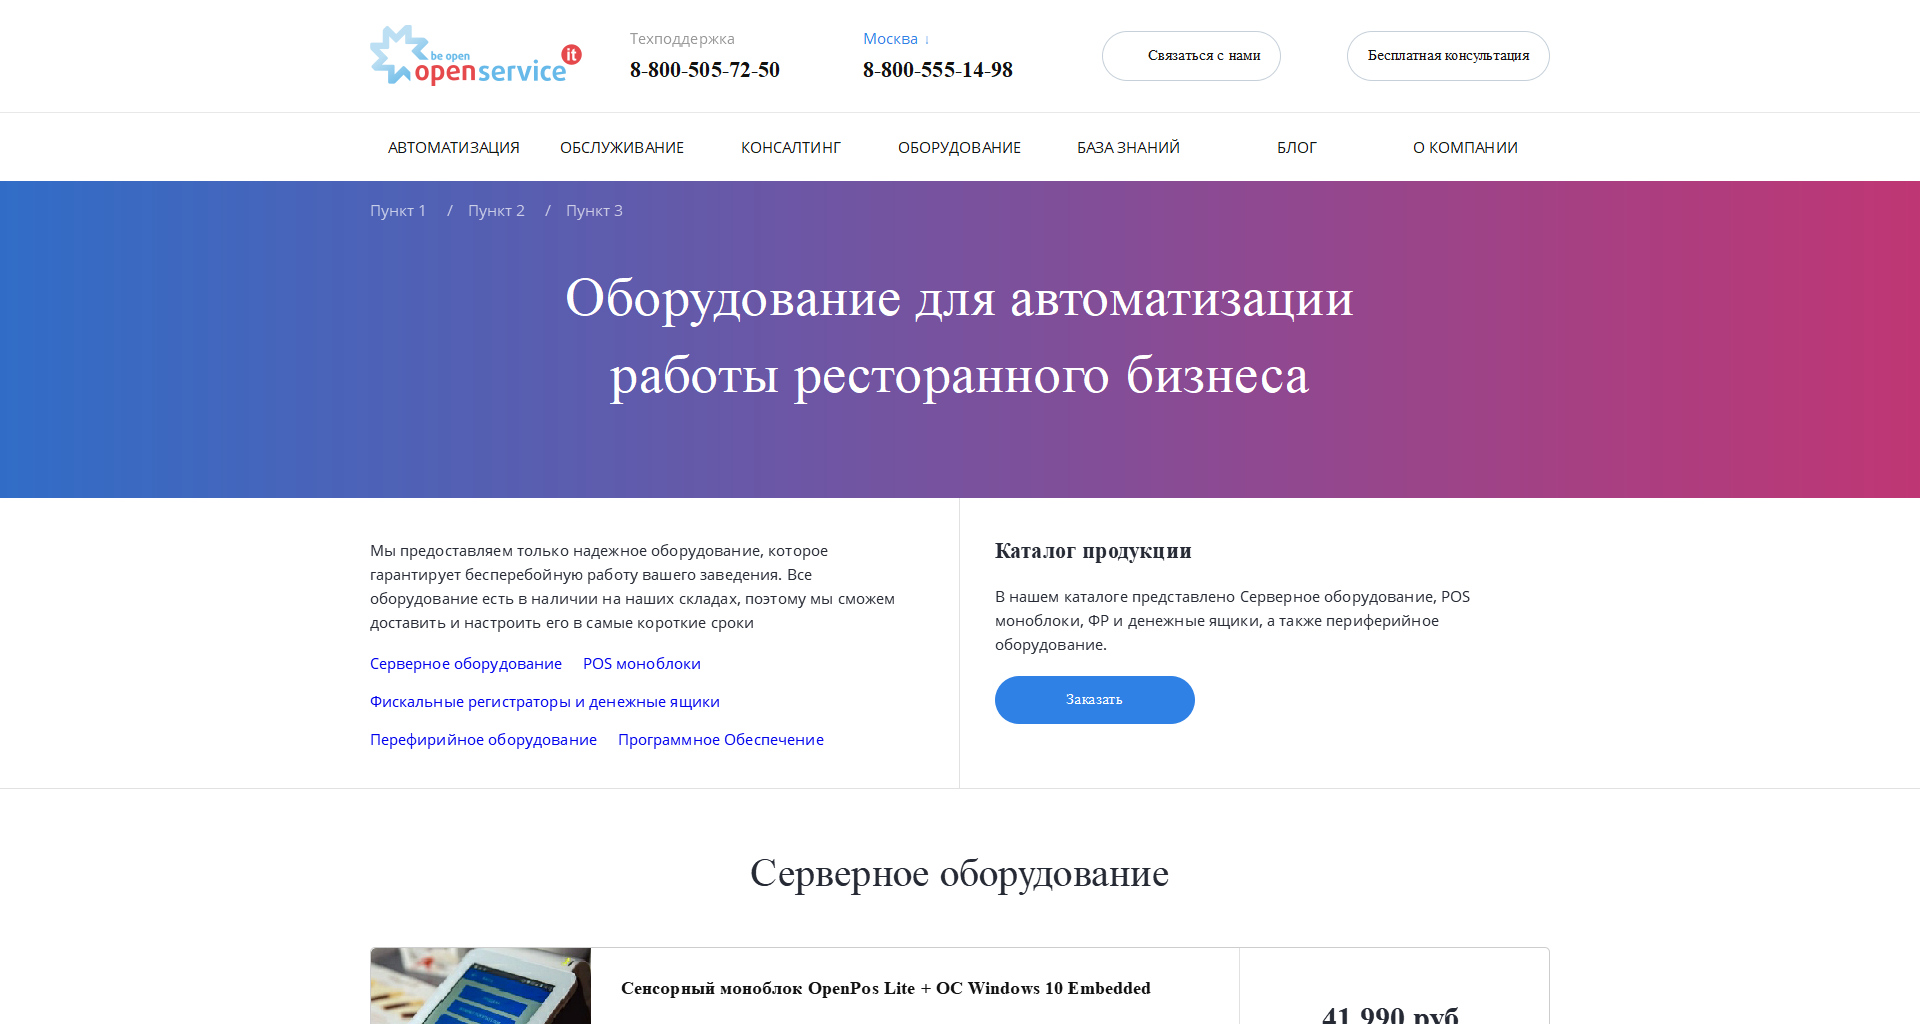 be open
openservice it
Техподдержка
8-800-505-72-50
Москва ↓
8-800-555-14-98
Связаться с нами
Бесплатная консультация
АВТОМАТИЗАЦИЯ ОБСЛУЖИВАНИЕ КОНСАЛТИНГ ОБОРУДОВАНИЕ БАЗА ЗНАНИЙ БЛОГ О КОМПАНИИ
Пункт 1 / Пункт 2 / Пункт 3
Оборудование для автоматизации
работы ресторанного бизнеса
Мы предоставляем только надежное оборудование, которое
гарантирует бесперебойную работу вашего заведения. Все
оборудование есть в наличии на наших складах, поэтому мы сможем
доставить и настроить его в самые короткие сроки
Серверное оборудование POS моноблоки
Фискальные регистраторы и денежные ящики
Перефирийное оборудование Программное Обеспечение
Каталог продукции
В нашем каталоге представлено Серверное оборудование, POS
моноблоки, ФР и денежные ящики, а также периферийное
оборудование.
Заказать
Серверное оборудование
Сенсорный моноблок OpenPos Lite + ОС Windows 10 Embedded
41 990 руб